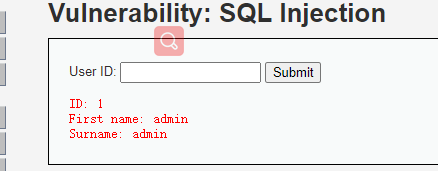 Vulnerability: SQL Injection
User ID: Submit
ID: 1
First name: admin
Surname: admin